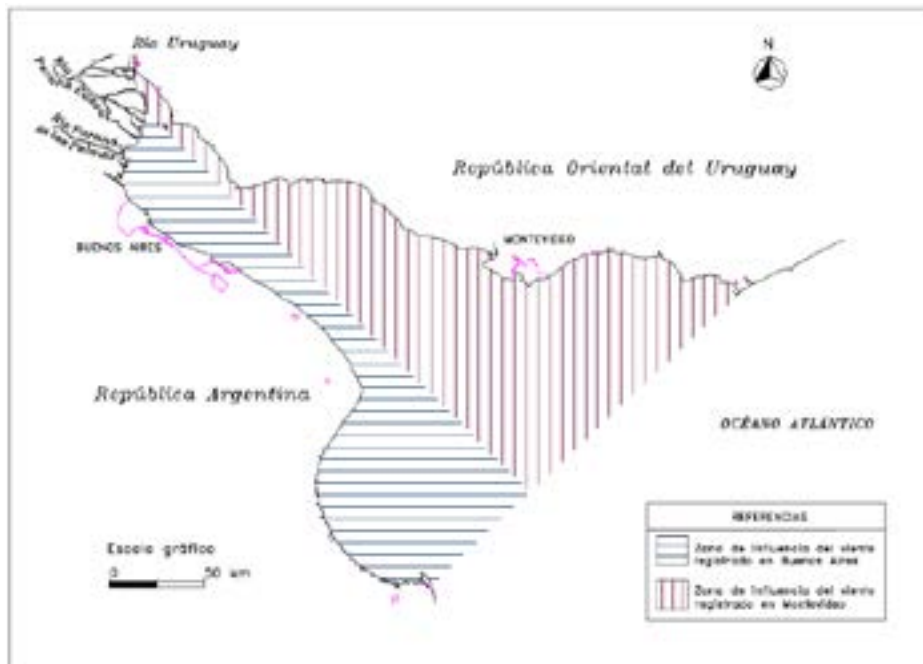 Río Uruguay
N
República Oriental del Uruguay
BUENOS AIRES
MONTEVIDEO
República Argentina
OCÉANO ATLÁNTICO
REFERENCIAS
Zona de influencia del viento
registrado en Buenos Aires
Zona de influencia del viento
registrado en Montevideo
Escala gráfica
0 50 km